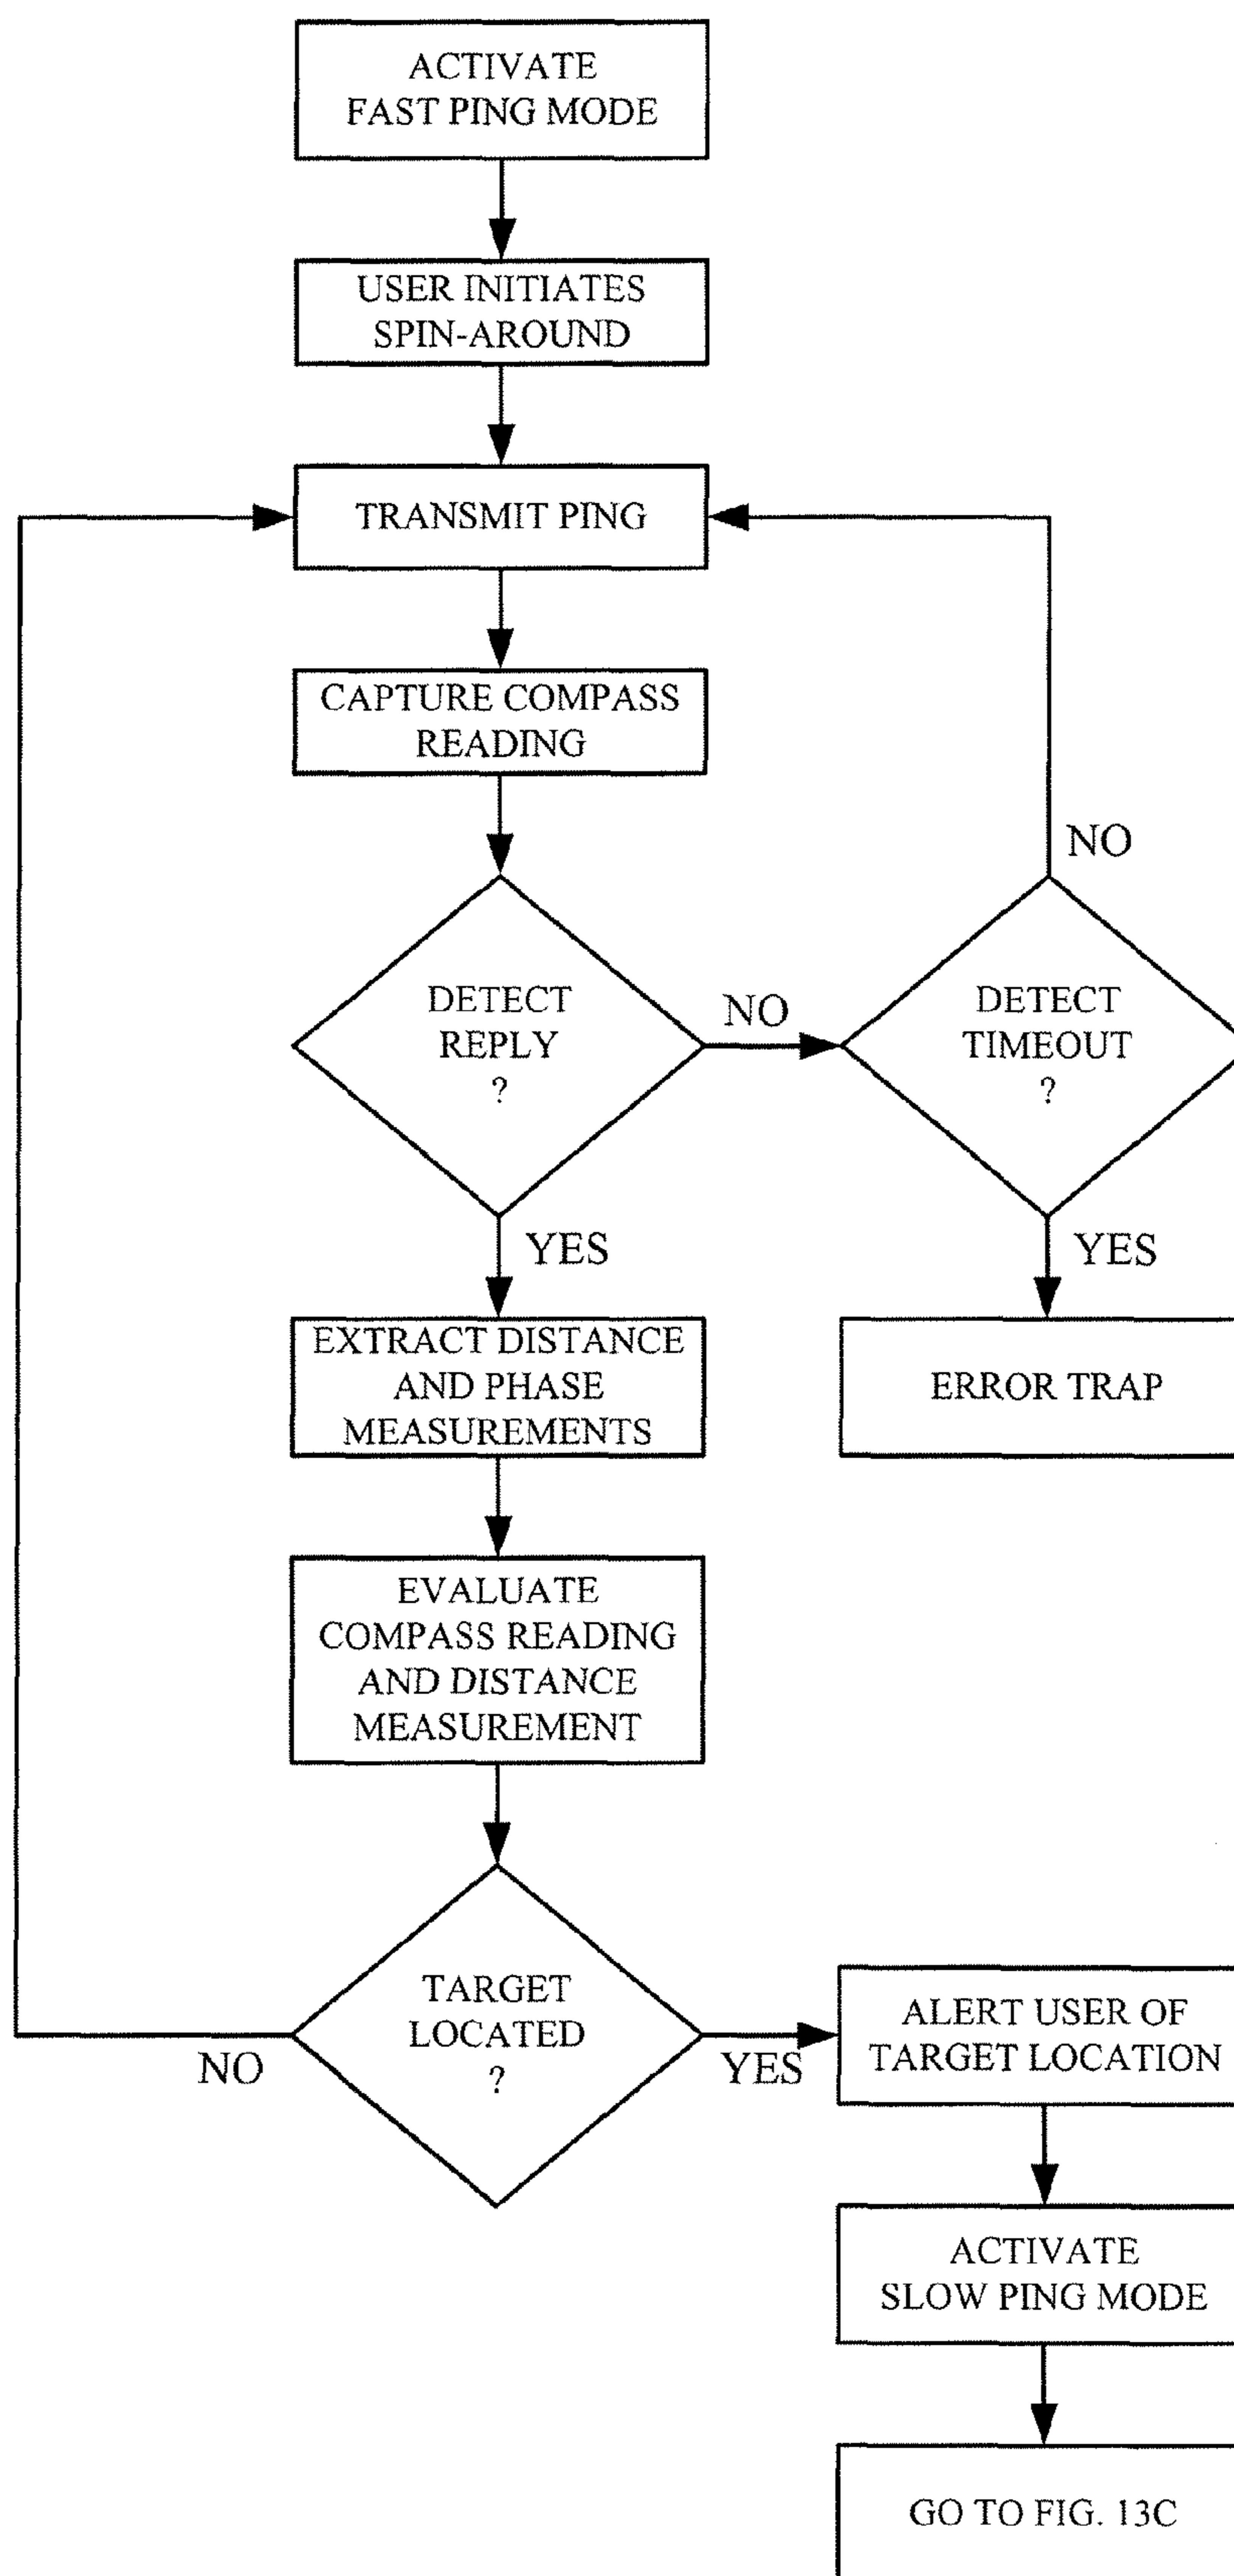 ACTIVATE
FAST PING MODE
USER INITIATES
SPIN-AROUND
TRANSMIT PING
CAPTURE COMPASS
READING
NO
DETECT
REPLY
?
NO
DETECT
TIMEOUT
?
YES
YES
EXTRACT DISTANCE
AND PHASE
MEASUREMENTS
ERROR TRAP
EVALUATE
COMPASS READING
AND DISTANCE
MEASUREMENT
TARGET
LOCATED
?
NO
YES
ALERT USER OF
TARGET LOCATION
ACTIVATE
SLOW PING MODE
GO TO FIG. 13C